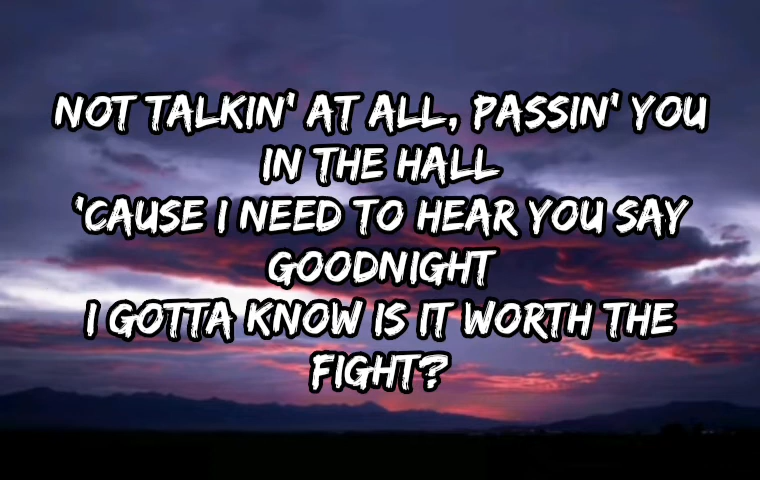 NOT TALKIN' AT ALL, PASSIN' YOU
IN THE HALL
'CAUSE I NEED TO HEAR YOU SAY
GOODNIGHT
I GOTTA KNOW IS IT WORTH THE
FIGHT?